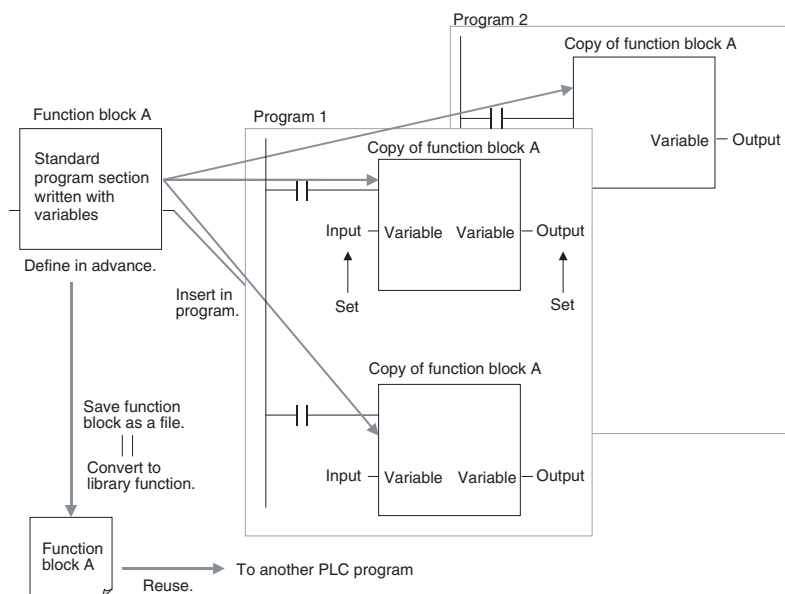 Program 2
Copy of function block A
Variable
Output
Function block A
Standard
program section
written with
variables
Define in advance.
Program 1
Copy of function block A
Input
Variable
Variable
Output
Set
Set
Insert in
program.
Copy of function block A
Input
Variable
Variable
Output
Save function
block as a file.
Convert to
library function.
Function
block A
Reuse.
To another PLC program